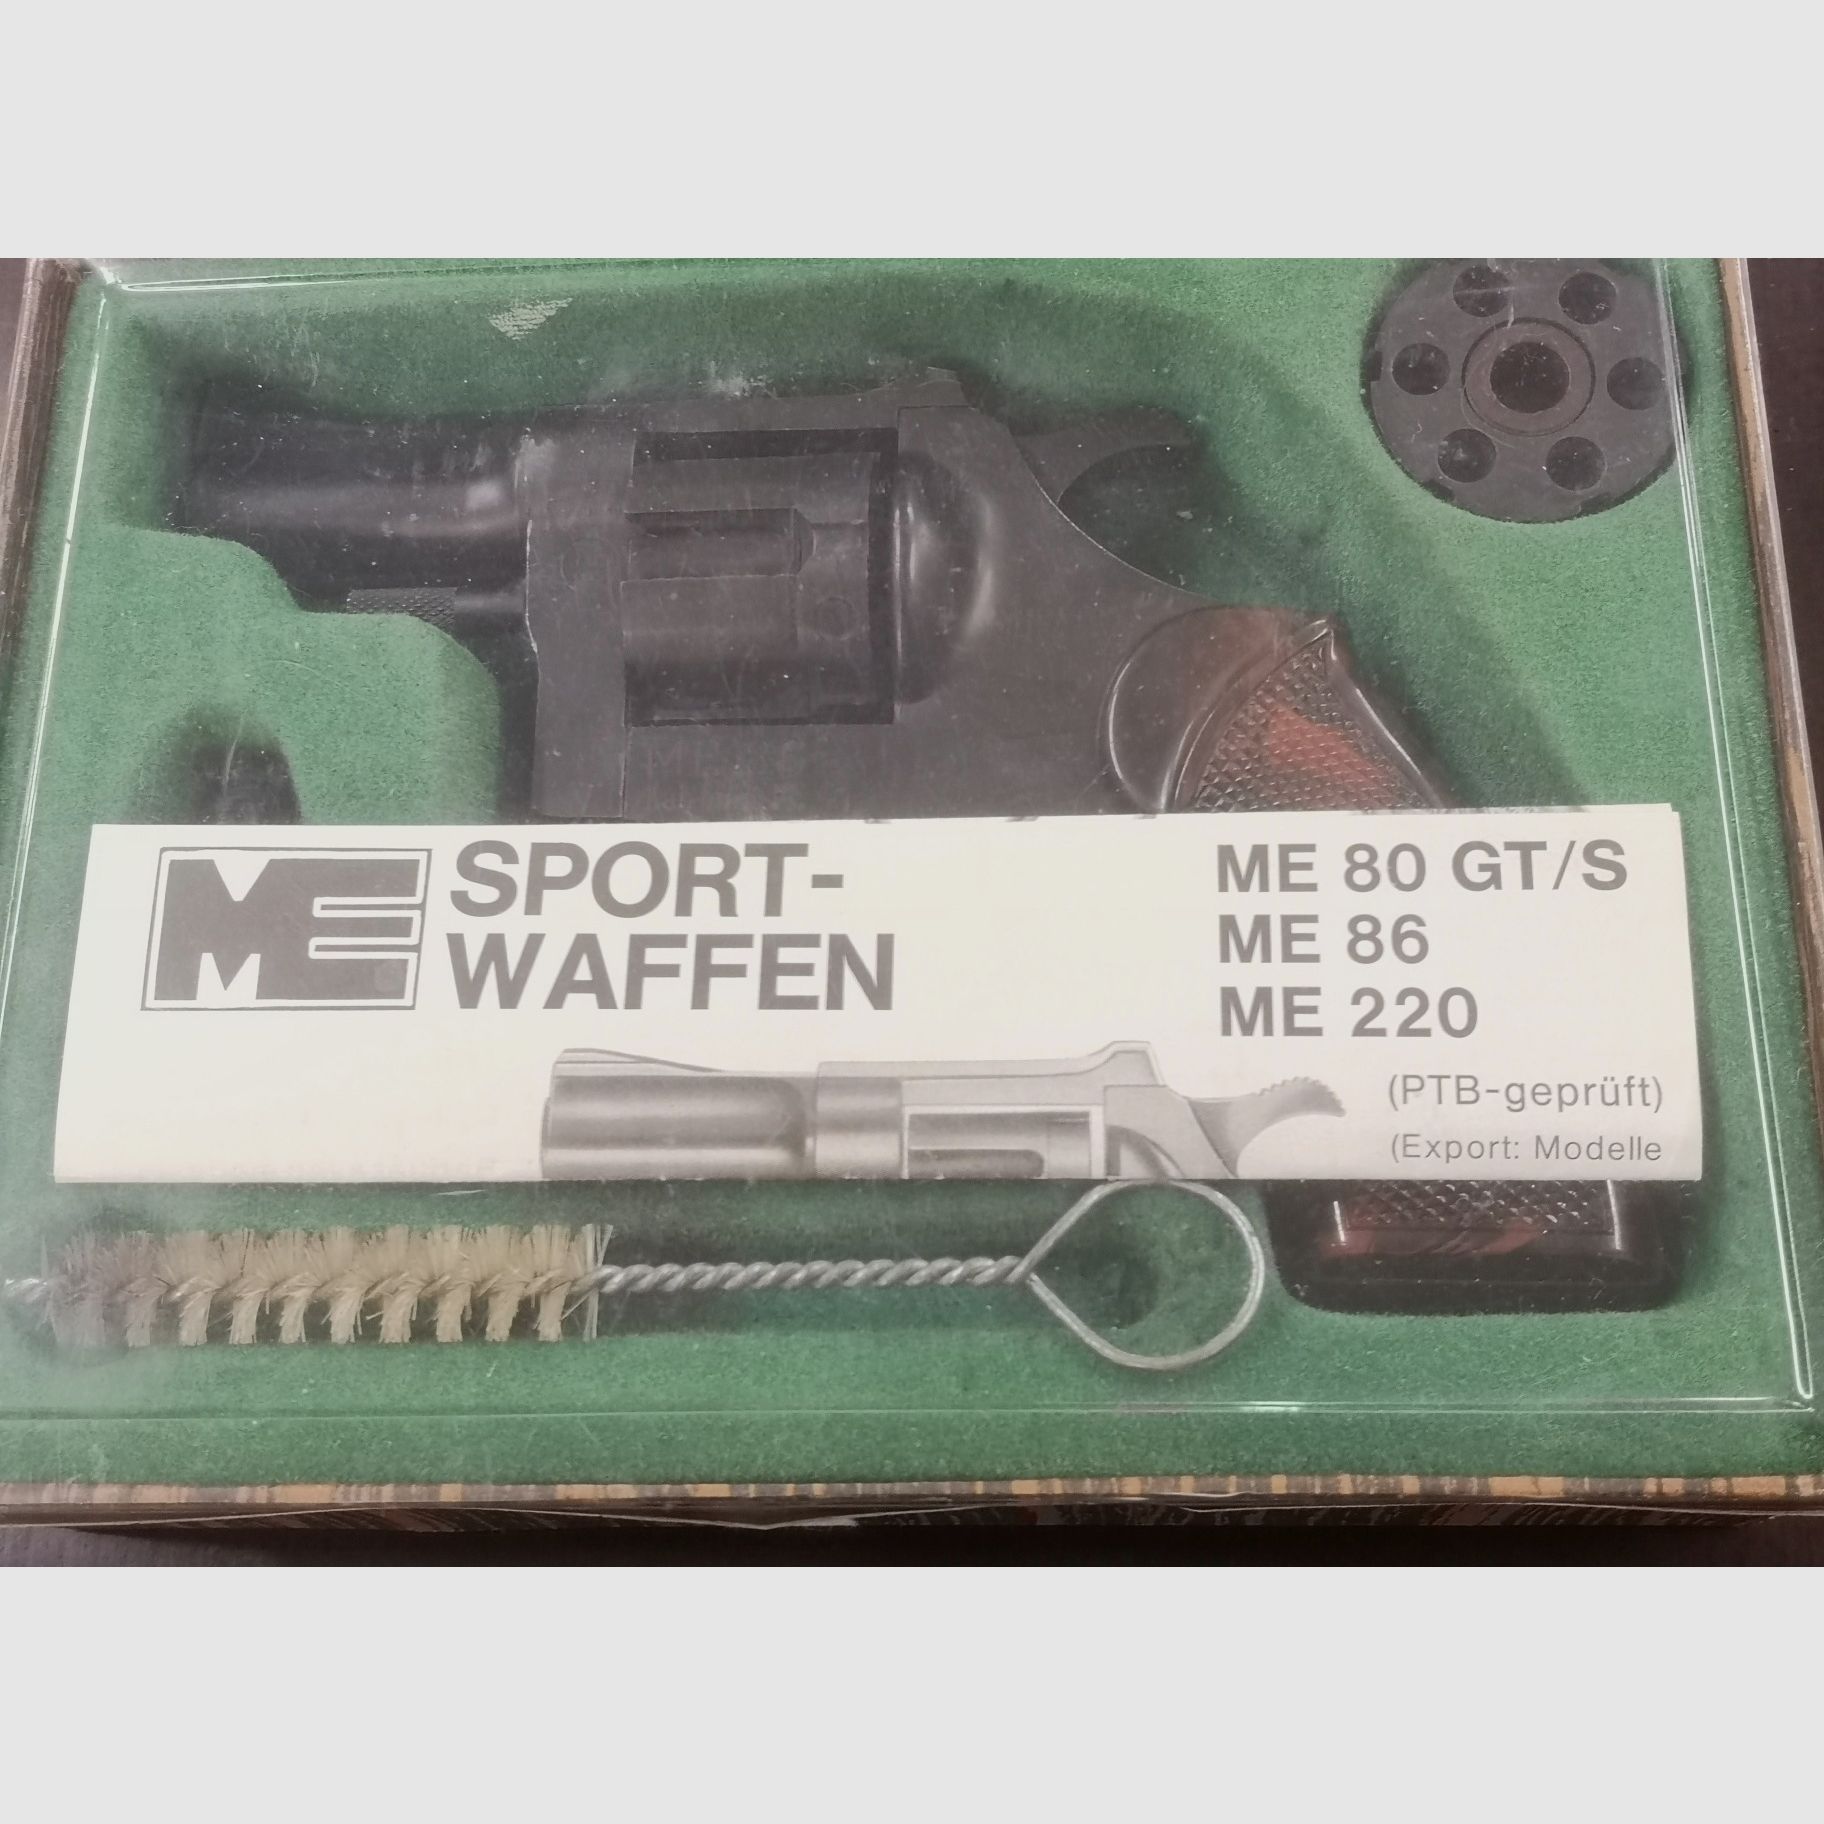 ME
SPORT-
WAFFEN
ME 80 GT/S
ME 86
ME 220
(PTB-geprüft)
(Export: Modelle